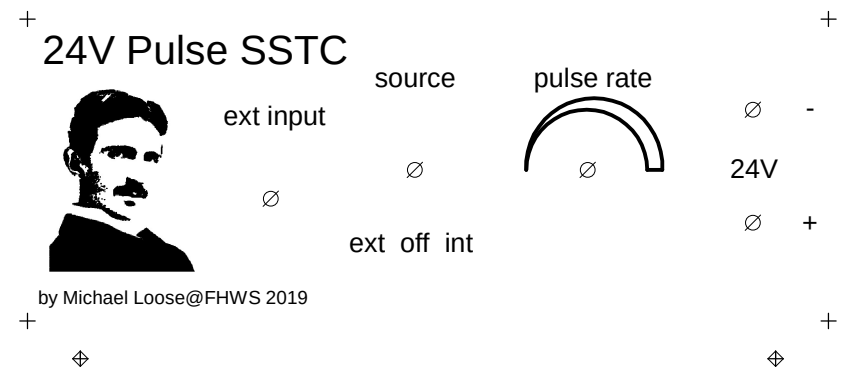 24V Pulse SSTC
source
pulse rate
ext input
-
24V
+
ext off int
by Michael Loose@FHWS 2019